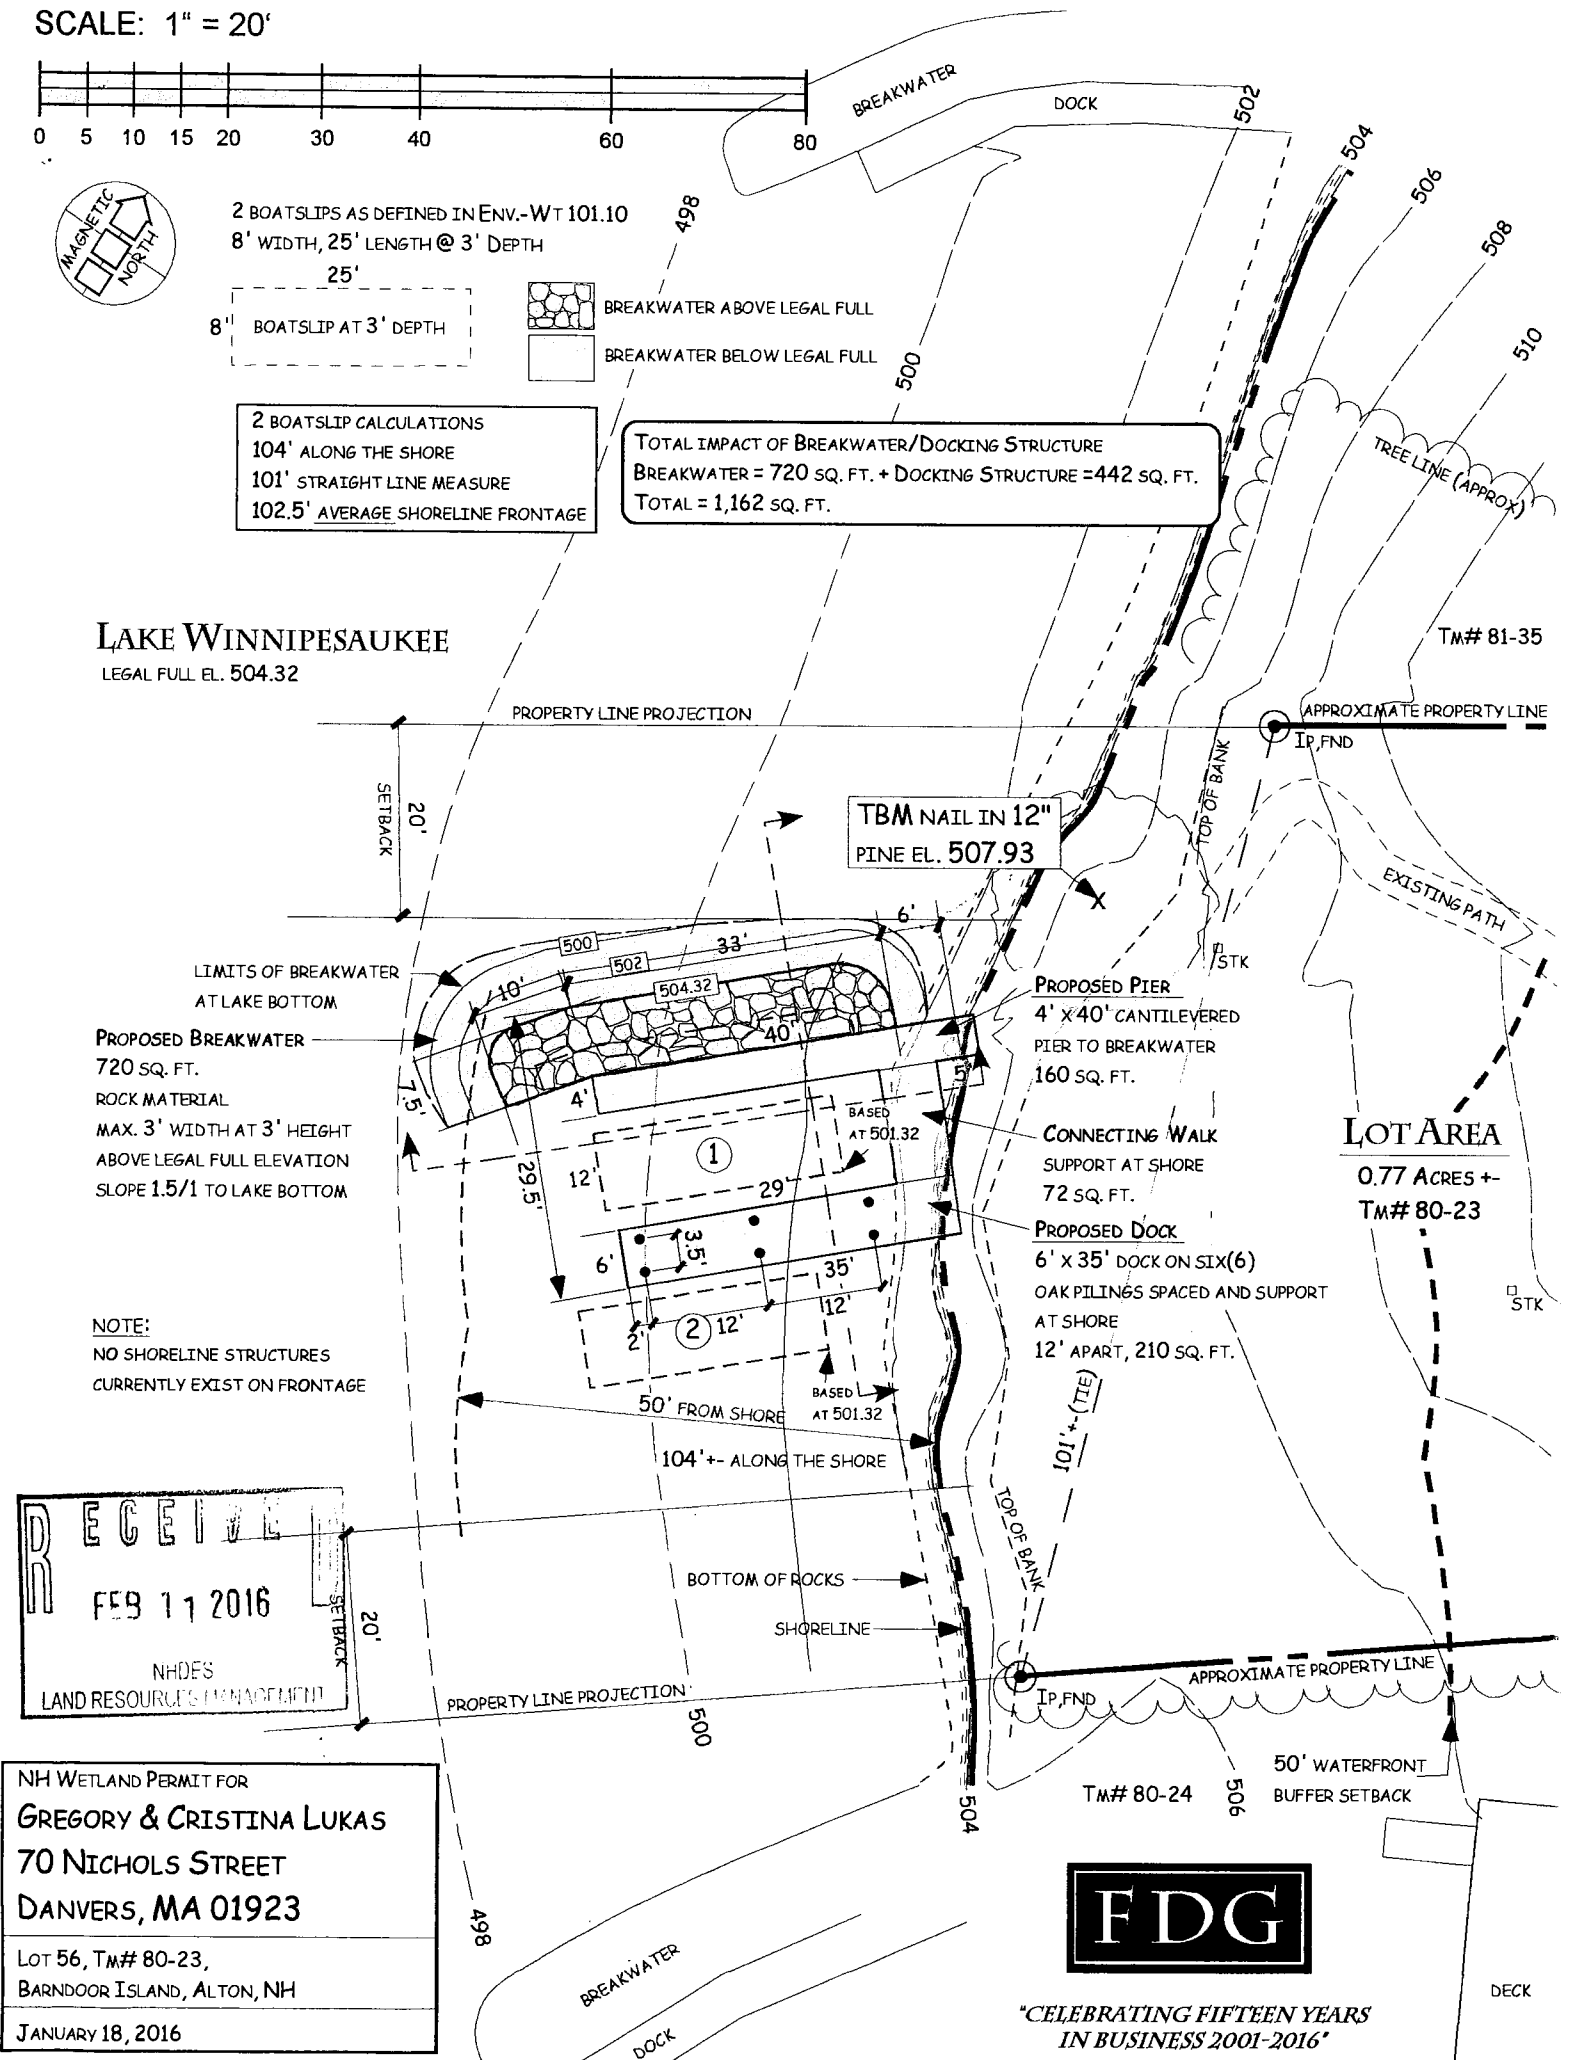 SCALE: 1" = 20'
0 5 10 15 20 30 40 60 80
MAGNETIC
NORTH
2 BOATSLIPS AS DEFINED IN ENV.-WT 101.10
8' WIDTH, 25' LENGTH @ 3' DEPTH
25'
8'
BOATSLIP AT 3' DEPTH
BREAKWATER ABOVE LEGAL FULL
BREAKWATER BELOW LEGAL FULL
BREAKWATER
DOCK
498
500
502
504
506
508
510
2 BOATSLIP CALCULATIONS
104' ALONG THE SHORE
101' STRAIGHT LINE MEASURE
102.5' AVERAGE SHORELINE FRONTAGE
TOTAL IMPACT OF BREAKWATER/DOCKING STRUCTURE
BREAKWATER = 720 SQ. FT. + DOCKING STRUCTURE =442 SQ. FT.
TOTAL = 1,162 SQ. FT.
TREE LINE (APPROX)
LAKE WINNIPESAUKEE
LEGAL FULL EL. 504.32
TM# 81-35
PROPERTY LINE PROJECTION
APPROXIMATE PROPERTY LINE
IP,FND
TOP OF BANK
20'
SETBACK
TBM NAIL IN 12"
PINE EL. 507.93
X
EXISTING PATH
STK
6'
33'
500
502
504.32
10'
40'
LIMITS OF BREAKWATER
AT LAKE BOTTOM
PROPOSED BREAKWATER
720 SQ. FT.
ROCK MATERIAL
MAX. 3' WIDTH AT 3' HEIGHT
ABOVE LEGAL FULL ELEVATION
SLOPE 1.5/1 TO LAKE BOTTOM
7.5'
4'
5'
BASED
AT 501.32
1
12'
29'
29.5'
3.5'
6'
35'
12'
12'
2'
2
BASED
AT 501.32
PROPOSED PIER
4' X 40' CANTILEVERED
PIER TO BREAKWATER
160 SQ. FT.
CONNECTING WALK
SUPPORT AT SHORE
72 SQ. FT.
PROPOSED DOCK
6' X 35' DOCK ON SIX(6)
OAK PILINGS SPACED AND SUPPORT
AT SHORE
12' APART, 210 SQ. FT.
LOT AREA
0.77 ACRES +-
TM# 80-23
STK
NOTE:
NO SHORELINE STRUCTURES
CURRENTLY EXIST ON FRONTAGE
50' FROM SHORE
104'+- ALONG THE SHORE
101'+-(TIE)
TOP OF BANK
BOTTOM OF ROCKS
SHORELINE
RECEIVE
FEB 11 2016
NHDES
LAND RESOURCES MANAGEMENT
SETBACK
20'
PROPERTY LINE PROJECTION
APPROXIMATE PROPERTY LINE
IP,FND
500
504
506
498
TM# 80-24
50' WATERFRONT
BUFFER SETBACK
NH WETLAND PERMIT FOR
GREGORY & CRISTINA LUKAS
70 NICHOLS STREET
DANVERS, MA 01923
LOT 56, TM# 80-23,
BARNDOOR ISLAND, ALTON, NH
JANUARY 18, 2016
BREAKWATER
DOCK
FDG
"CELEBRATING FIFTEEN YEARS
IN BUSINESS 2001-2016"
DECK